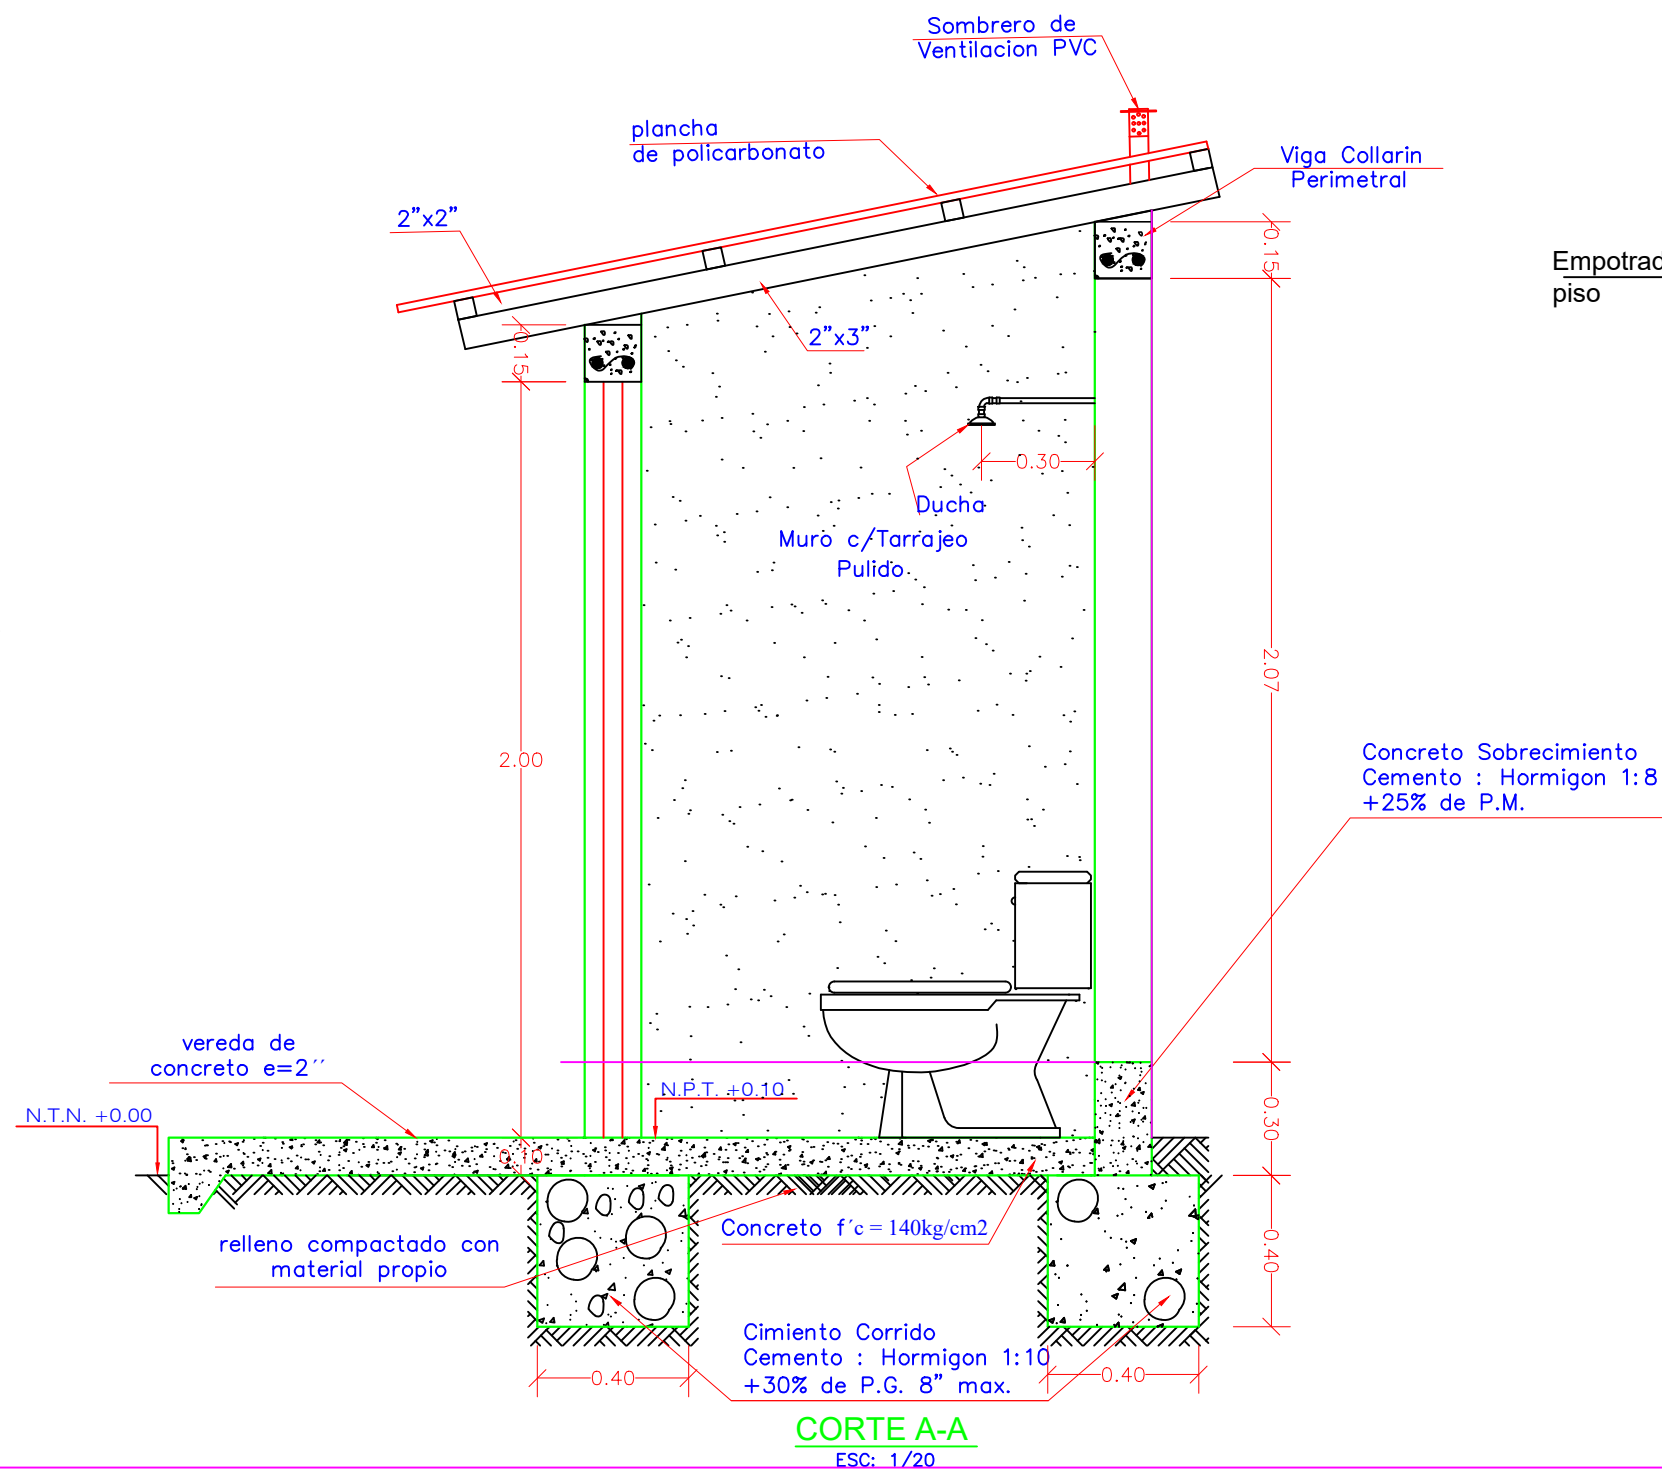 Sombrero de
Ventilacion PVC
plancha
de policarbonato
Viga Collarin
Perimetral
2”x2”
0.15
Empotrad
piso
0.15
2”x3”
0.30
Ducha
Muro c/Tarrajeo
Pulido
2.07
2.00
Concreto Sobrecimiento
Cemento : Hormigon 1:8
+25% de P.M.
vereda de
concreto e=2´´
N.P.T. +0.10
N.T.N. +0.00
0.30
0.10
Concreto f´c = 140kg/cm2
relleno compactado con
material propio
0.40
Cimiento Corrido
Cemento : Hormigon 1:10
+30% de P.G. 8” max.
0.40
0.40
CORTE A-A
ESC: 1/20